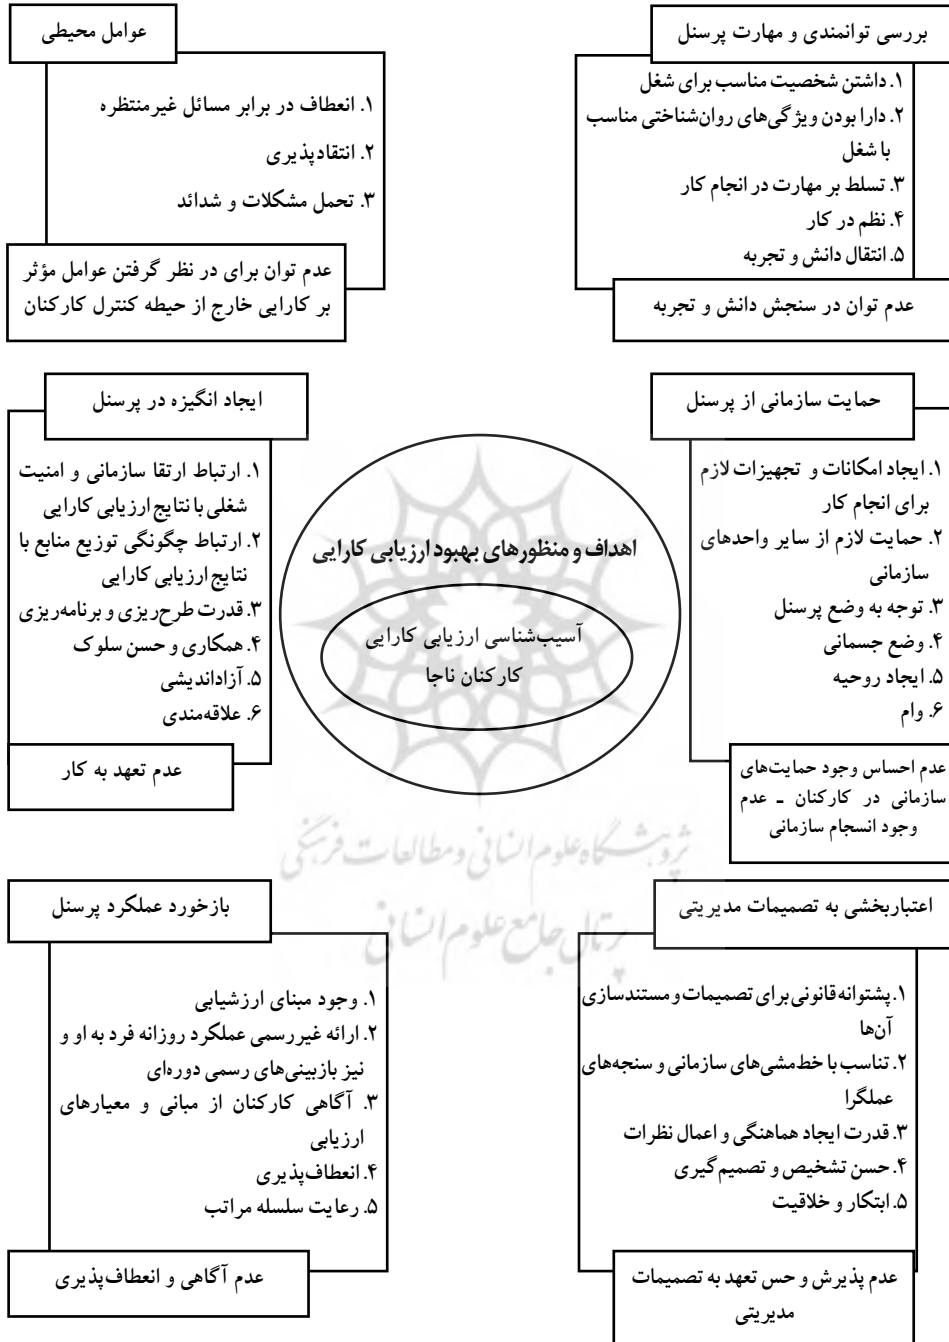 بررسی توانمندی و مهارت پرسنل
۱. داشتن شخصیت مناسب برای شغل
۲. دارا بودن ویژگی‌های روان‌شناختی مناسب
با شغل
۳. تسلط بر مهارت در انجام کار
۴. نظم در کار
۵. انتقال دانش و تجربه
عدم توان در سنجش دانش و تجربه
عوامل محیطی
۱. انعطاف در برابر مسائل غیرمنتظره
۲. انتقادپذیری
۳. تحمل مشکلات و شدائد
عدم توان برای در نظر گرفتن عوامل مؤثر
بر کارایی خارج از حیطه کنترل کارکنان
حمایت سازمانی از پرسنل
۱. ایجاد امکانات و تجهیزات لازم
برای انجام کار
۲. حمایت لازم از سایر واحدهای
سازمانی
۳. توجه به وضع پرسنل
۴. وضع جسمانی
۵. ایجاد روحیه
۶. وام
عدم احساس وجود حمایت‌های
سازمانی در کارکنان ـ عدم
وجود انسجام سازمانی
اهداف و منظورهای بهبود ارزیابی کارایی
آسیب‌شناسی ارزیابی کارایی
کارکنان ناجا
ایجاد انگیزه در پرسنل
۱. ارتباط ارتقا سازمانی و امنیت
شغلی با نتایج ارزیابی کارایی
۲. ارتباط چگونگی توزیع منابع با
نتایج ارزیابی کارایی
۳. قدرت طرح‌ریزی و برنامه‌ریزی
۴. همکاری و حسن سلوک
۵. آزاداندیشی
۶. علاقه‌مندی
عدم تعهد به کار
پژوهشگاه علوم انسانی و مطالعات فرهنگی
پرتال جامع علوم انسانی
اعتباربخشی به تصمیمات مدیریتی
۱. پشتوانه قانونی برای تصمیمات و مستندسازی
آن‌ها
۲. تناسب با خط‌مشی‌های سازمانی و سنجه‌های
عملگرا
۳. قدرت ایجاد هماهنگی و اعمال نظرات
۴. حسن تشخیص و تصمیم‌گیری
۵. ابتکار و خلاقیت
عدم پذیرش و حس تعهد به تصمیمات
مدیریتی
بازخورد عملکرد پرسنل
۱. وجود مبنای ارزشیابی
۲. ارائه غیررسمی عملکرد روزانه فرد به او و
نیز بازبینی‌های رسمی دوره‌ای
۳. آگاهی کارکنان از مبانی و معیارهای
ارزیابی
۴. انعطاف‌پذیری
۵. رعایت سلسله مراتب
عدم آگاهی و انعطاف‌پذیری